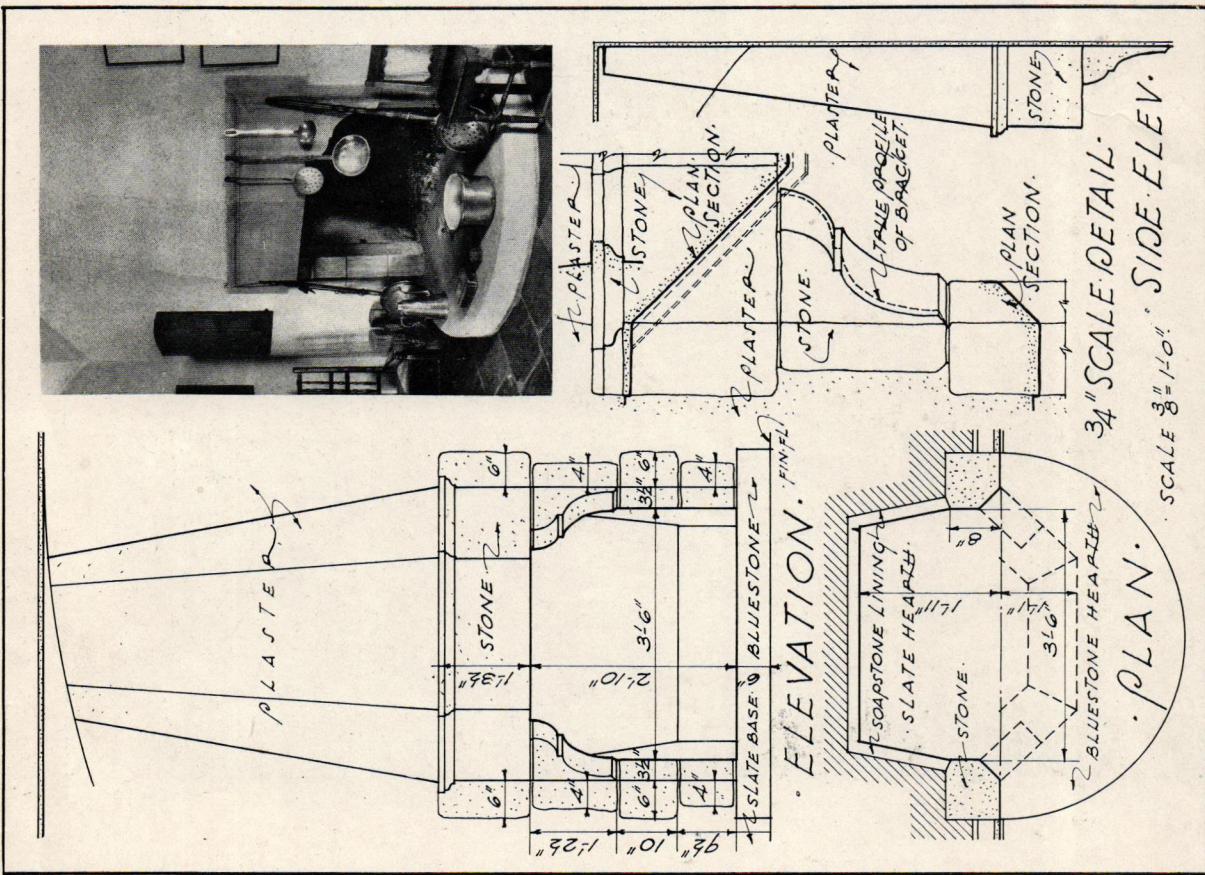 PLASTER
STONE
6"
6"
4"
4"
3½"
3½"
6"
6"
4"
4"
1'-3½"
2'-10"
3'-6"
6"
1'-2½"
10"
9½"
SLATE BASE
BLUESTONE
FIN·FL
·ELEVATION·
SOAPSTONE LINING
SLATE HEARTH
STONE
8"
1'-11"
3'-6"
BLUESTONE HEARTH
·PLAN·
PLASTER
STONE
PLAN
SECTION.
PLASTER
STONE
TRUE PROFILE
OF BRACKET.
PLAN
SECTION.
PLASTER
STONE
¾" SCALE·DETAIL·
SIDE·ELEV.
SCALE ⅜"=1'-0"